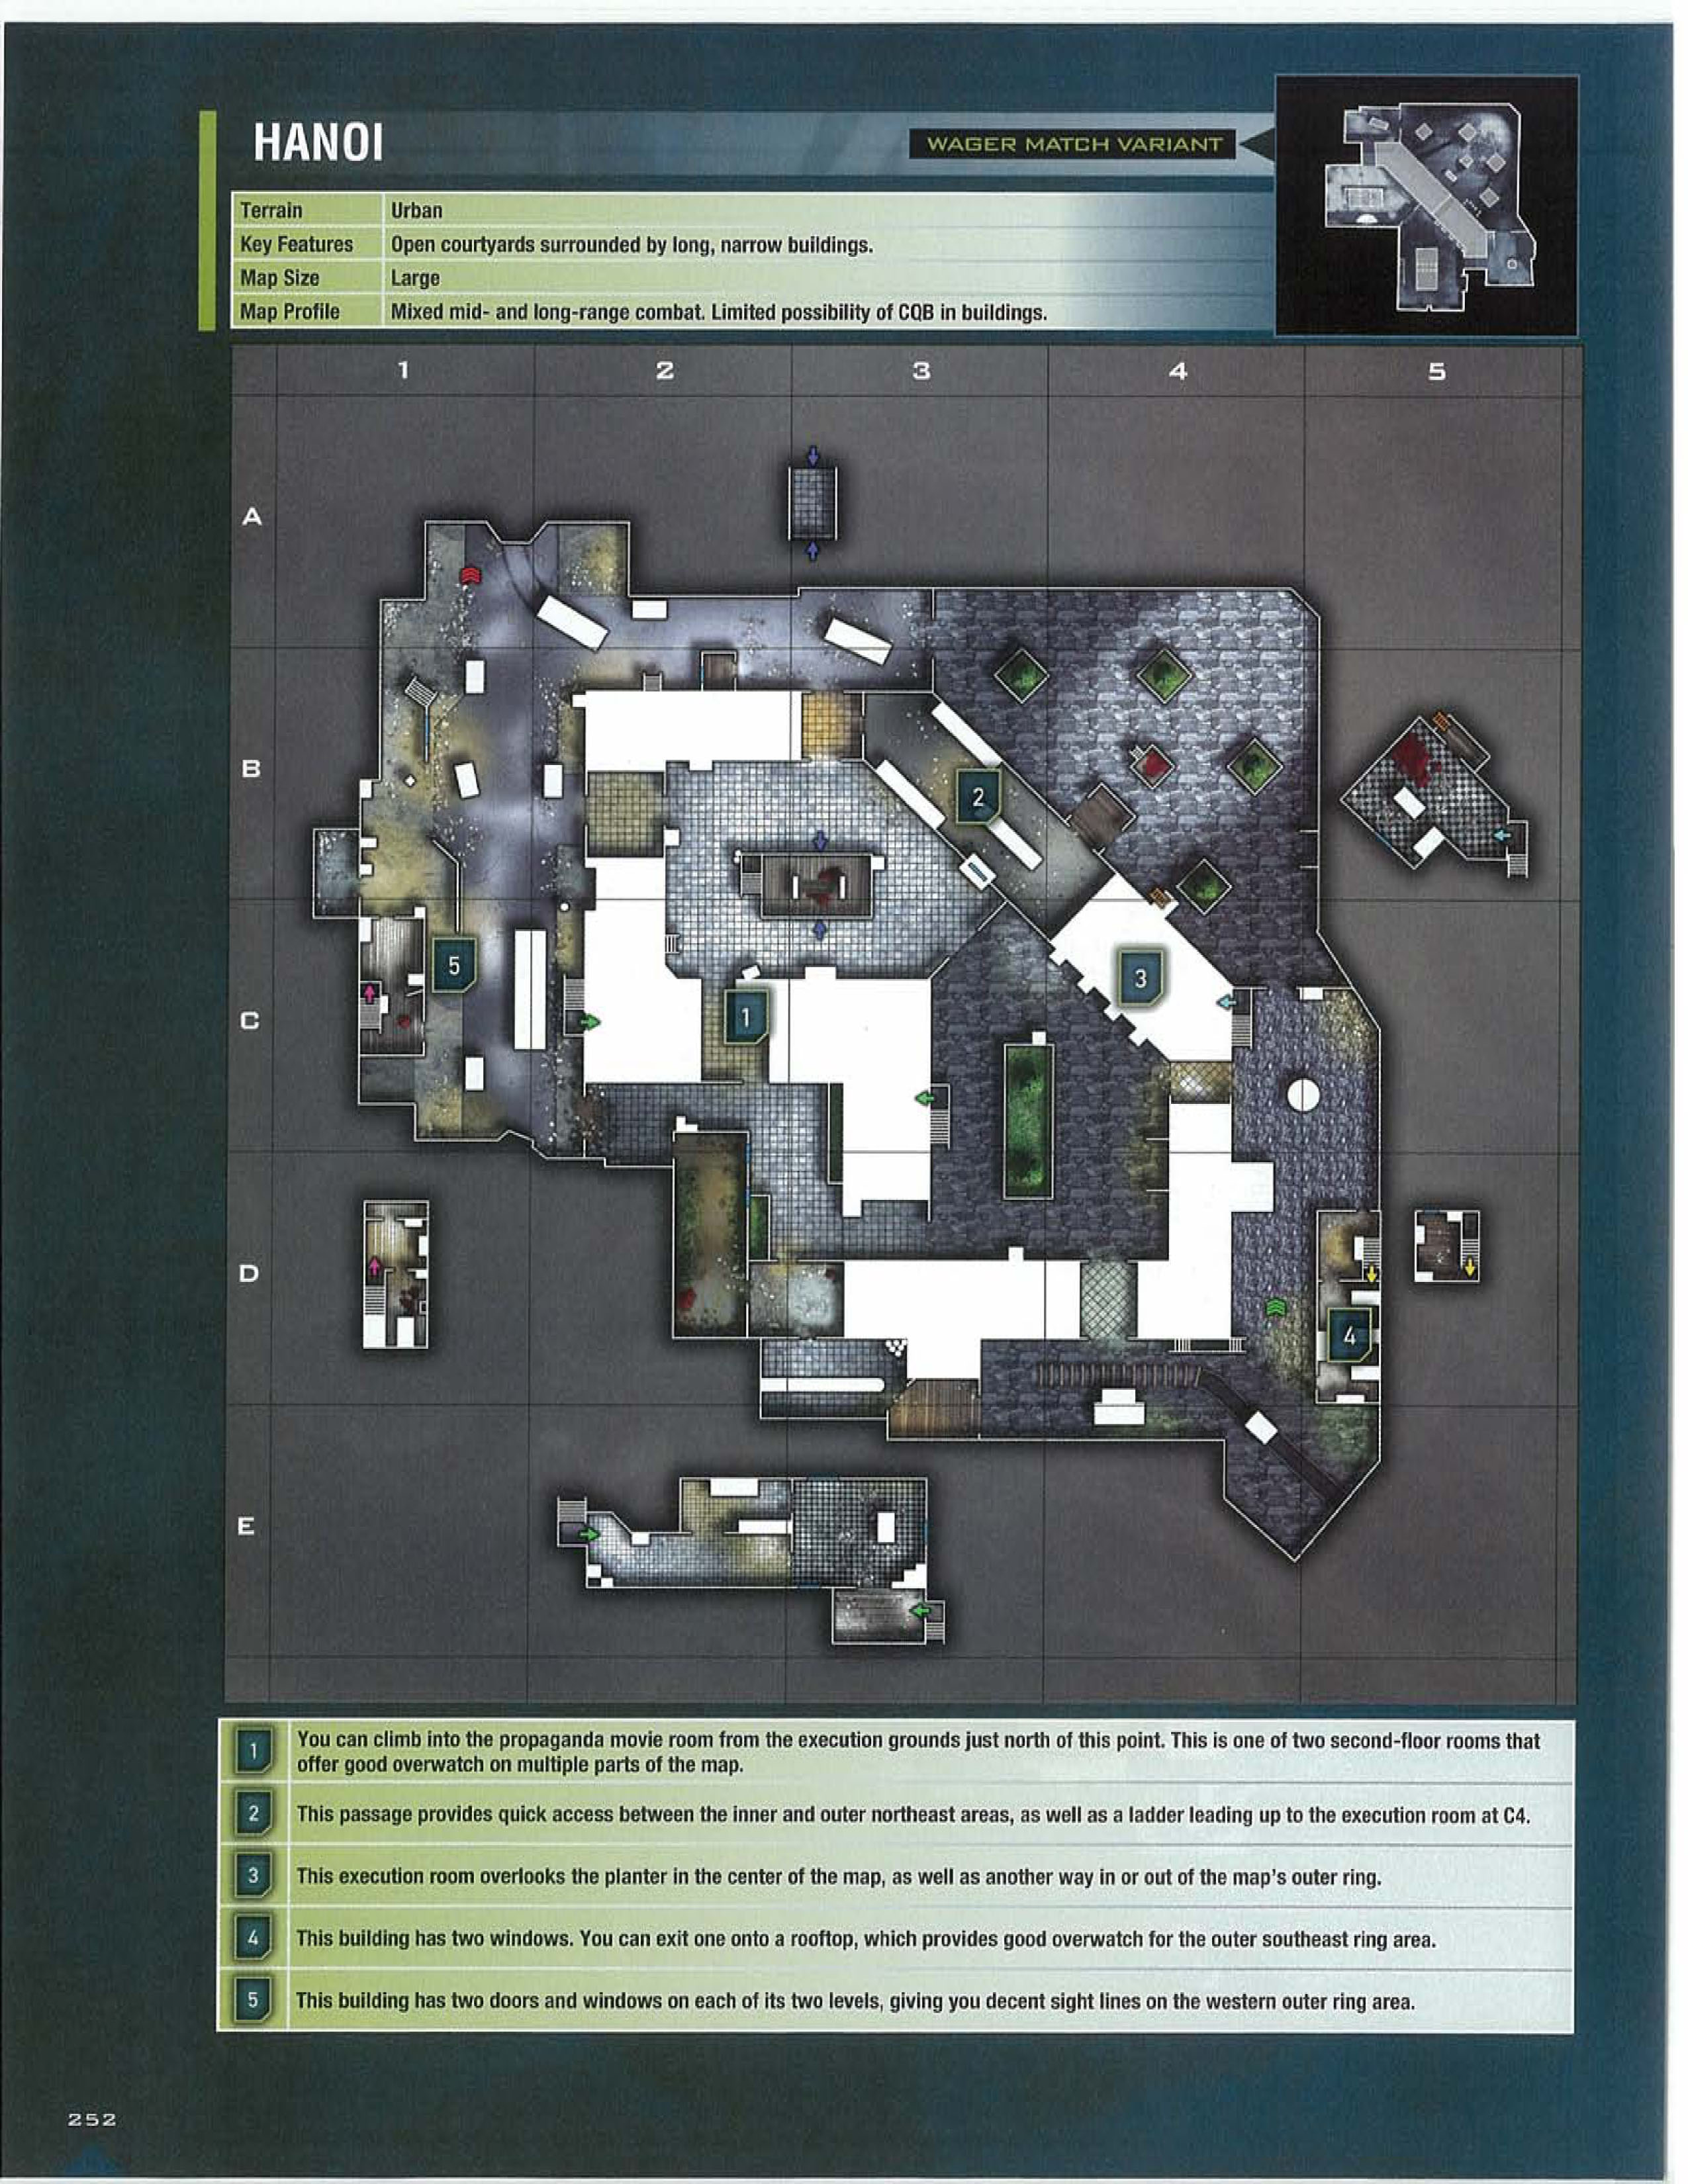 HANOI
WAGER MATCH VARIANT
Terrain Urban
Key Features Open courtyards surrounded by long, narrow buildings.
Map Size Large
Map Profile Mixed mid- and long-range combat. Limited possibility of CQB in buildings.
1 2 3 4 5
A
B
2
5
3
C
1
D
4
E
1 You can climb into the propaganda movie room from the execution grounds just north of this point. This is one of two second-floor rooms that
offer good overwatch on multiple parts of the map.
2 This passage provides quick access between the inner and outer northeast areas, as well as a ladder leading up to the execution room at C4.
3 This execution room overlooks the planter in the center of the map, as well as another way in or out of the map's outer ring.
4 This building has two windows. You can exit one onto a rooftop, which provides good overwatch for the outer southeast ring area.
5 This building has two doors and windows on each of its two levels, giving you decent sight lines on the western outer ring area.
252